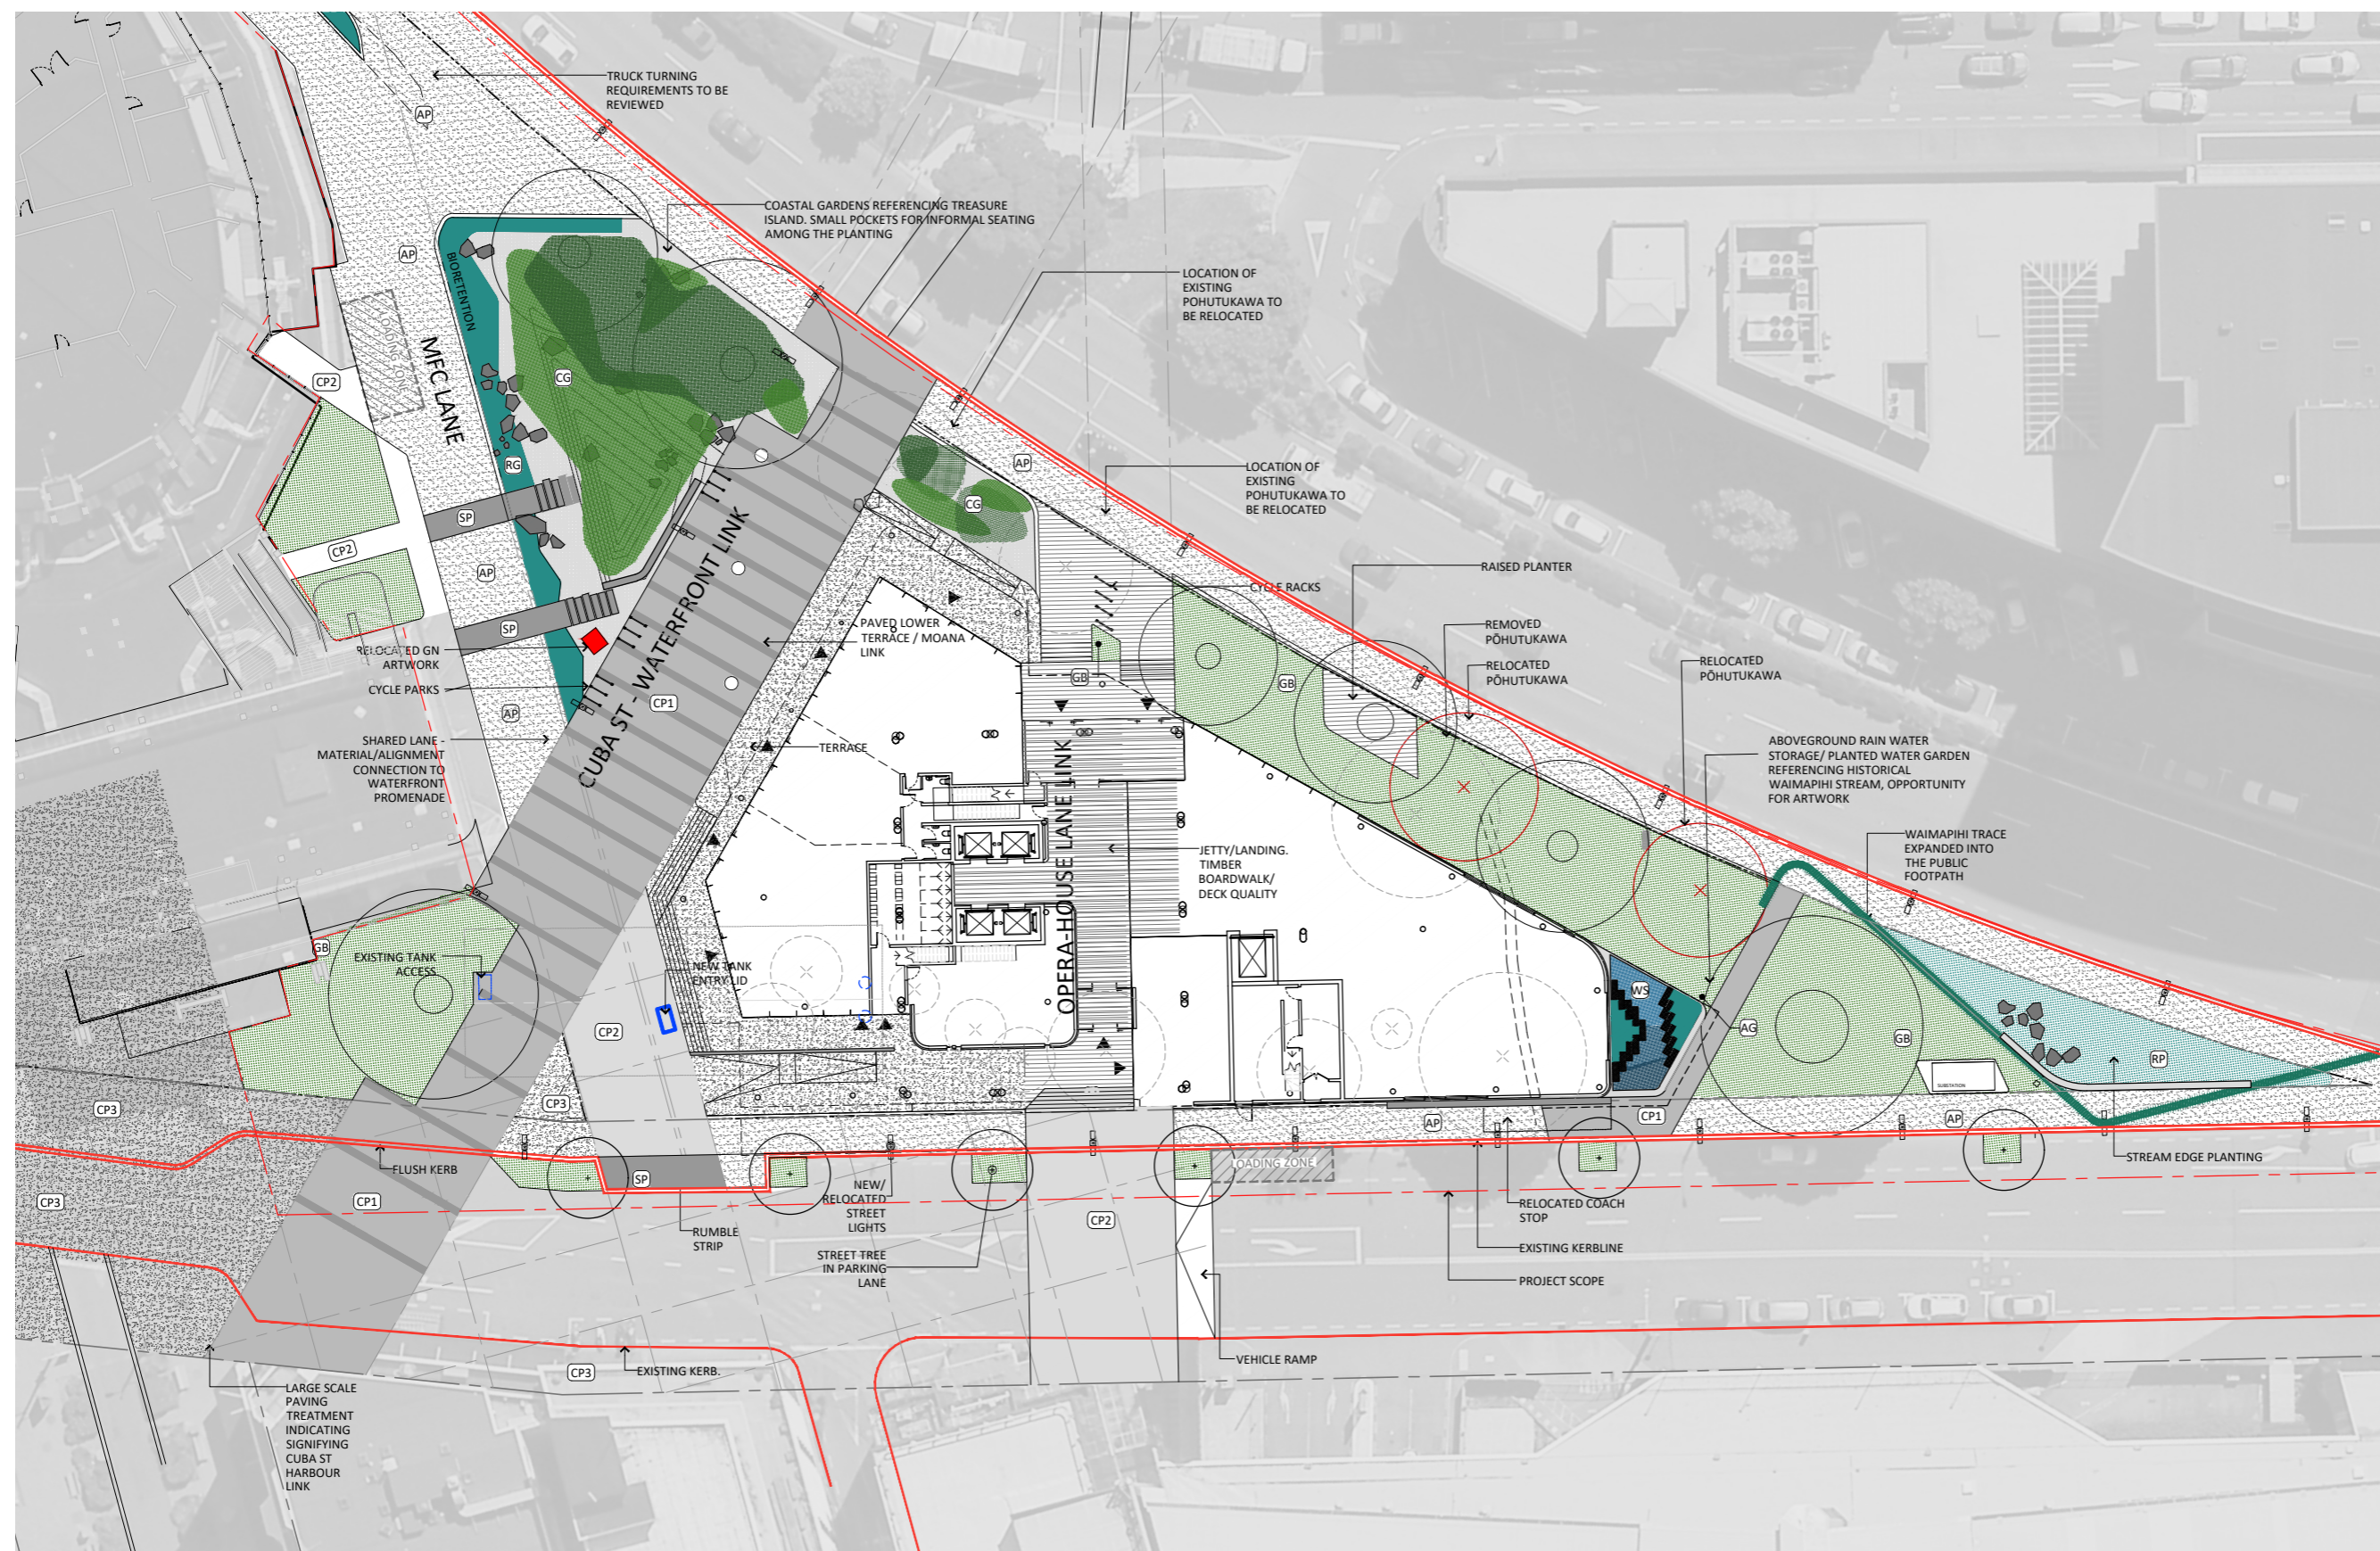 TRUCK TURNING
REQUIREMENTS TO BE
REVIEWED
AP
COASTAL GARDENS REFERENCING TREASURE
ISLAND. SMALL POCKETS FOR INFORMAL SEATING
AMONG THE PLANTING
AP
BIORETENTION
LOCATION OF
EXISTING
POHUTUKAWA TO
BE RELOCATED
LOADING ZONE
MFC LANE
CP2
CG
RG
AP
LOCATION OF
EXISTING
POHUTUKAWA TO
BE RELOCATED
CG
SP
CP2
AP
CUBA ST - WATERFRONT LINK
RAISED PLANTER
CYCLE RACKS
SP
PAVED LOWER
TERRACE / MOANA
LINK
REMOVED
PŌHUTUKAWA
RELOCATED GN
ARTWORK
RELOCATED
PŌHUTUKAWA
RELOCATED
PŌHUTUKAWA
GB
GB
CYCLE PARKS
CP1
AP
SHARED LANE -
MATERIAL/ALIGNMENT
CONNECTION TO
WATERFRONT
PROMENADE
TERRACE
ABOVEGROUND RAIN WATER
STORAGE/ PLANTED WATER GARDEN
REFERENCING HISTORICAL
WAIMAPIHI STREAM, OPPORTUNITY
FOR ARTWORK
OPERA-HOUSE LANE LINK
JETTY/LANDING.
TIMBER
BOARDWALK/
DECK QUALITY
WAIMAPIHI TRACE
EXPANDED INTO
THE PUBLIC
FOOTPATH
GB
EXISTING TANK
ACCESS
NEW TANK
ENTRY LID
WS
CP2
AG
GB
RP
SUBSTATION
CP3
CP3
AP
CP1
AP
FLUSH KERB
LOADING ZONE
STREAM EDGE PLANTING
SP
CP3
CP1
NEW/
RELOCATED
STREET
LIGHTS
RELOCATED COACH
STOP
CP2
RUMBLE
STRIP
STREET TREE
IN PARKING
LANE
EXISTING KERBLINE
PROJECT SCOPE
VEHICLE RAMP
CP3
EXISTING KERB.
LARGE SCALE
PAVING
TREATMENT
INDICATING
SIGNIFYING
CUBA ST
HARBOUR
LINK